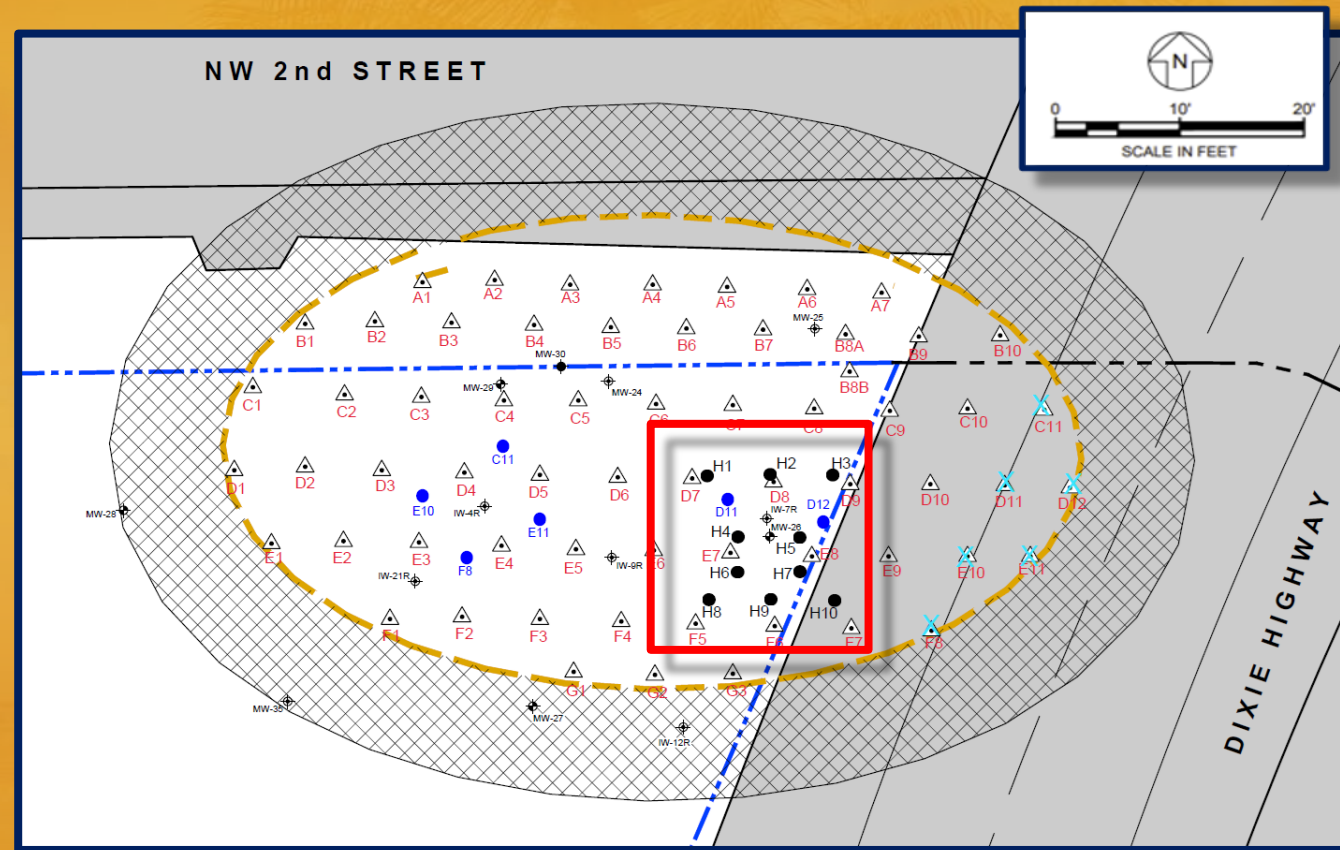 NW 2nd STREET
N
0 10' 20'
SCALE IN FEET
A1 A2 A3 A4 A5 A6 A7
MW-25
B1 B2 B3 B4 B5 B6 B7 B8A B9 B10
MW-30
B8B
MW-29 MW-24
C1 C2 C3 C4 C5 C6 C7 C8 C9 C10 C11
C11
H1 H2 H3
D1 D2 D3 D4 D5 D6 D7 D8 D9 D10 D11 D12
E10 D11 D12
MW-28 IW-4R E11 IW-7R
MW-26
H4 H5
E1 E2 E3 E4 E5 E6 E7 E8 E9 E10 E11
F8 IW-9R
IW-21R H6 H7
H8 H9 H10
F1 F2 F3 F4 F5 F6 F7 F8
G1 G2 G3
MW-35 MW-27
IW-12R
DIXIE HIGHWAY